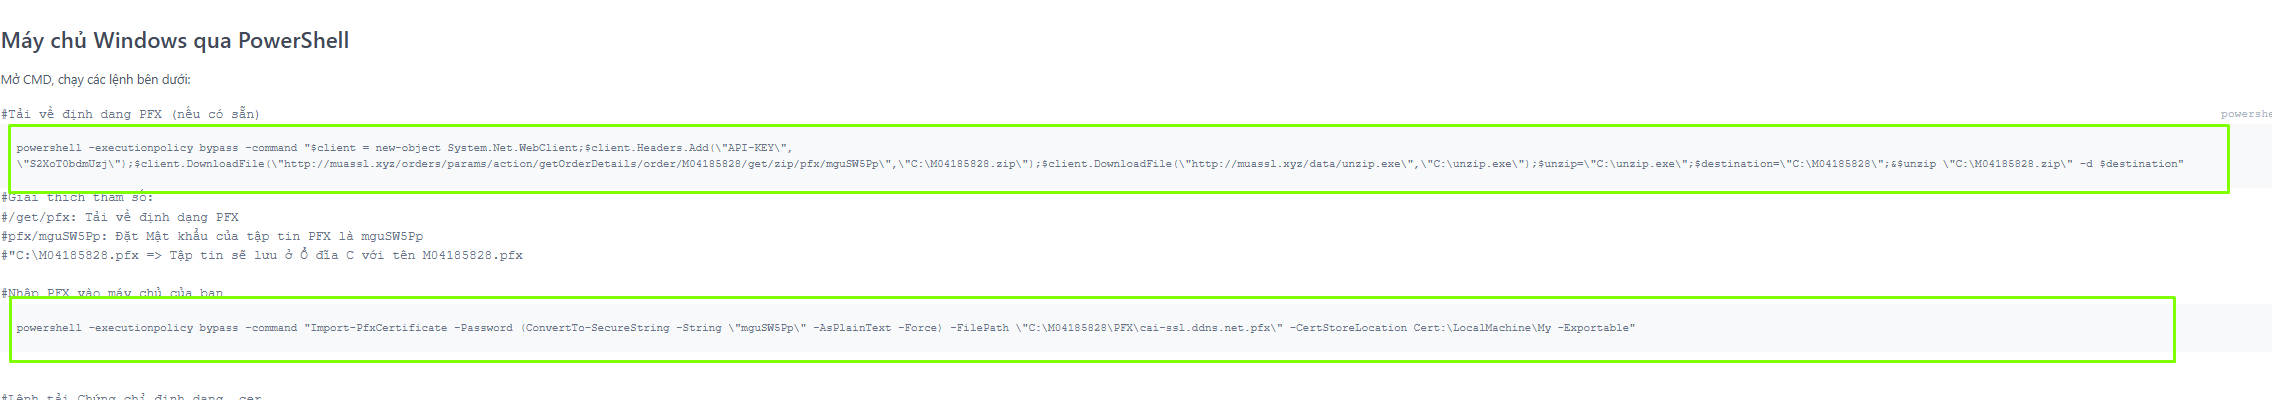 Máy chủ Windows qua PowerShell
Mở CMD, chạy các lệnh bên dưới:
#Tải về định dang PFX (nếu có sẵn)
powershe
powershell -executionpolicy bypass -command "$client = new-object System.Net.WebClient;$client.Headers.Add(\"API-KEY\",
\"S2XoT0bdmUzj\");$client.DownloadFile(\"http://muassl.xyz/orders/params/action/getOrderDetails/order/M04185828/get/zip/pfx/mguSW5Pp\",\"C:\M04185828.zip\");$client.DownloadFile(\"http://muassl.xyz/data/unzip.exe\",\"C:\unzip.exe\");$unzip=\"C:\unzip.exe\";$destination=\"C:\M04185828\";&$unzip \"C:\M04185828.zip\" -d $destination"
#Giải thích tham số:
#/get/pfx: Tải về định dạng PFX
#pfx/mguSW5Pp: Đặt Mật khẩu của tập tin PFX là mguSW5Pp
#"C:\M04185828.pfx => Tập tin sẽ lưu ở Ổ đĩa C với tên M04185828.pfx
#Nhập PFX vào máy chủ của bạn
powershell -executionpolicy bypass -command "Import-PfxCertificate -Password (ConvertTo-SecureString -String \"mguSW5Pp\" -AsPlainText -Force) -FilePath \"C:\M04185828\PFX\cai-ssl.ddns.net.pfx\" -CertStoreLocation Cert:\LocalMachine\My -Exportable"
#Lệnh tải Chứng chỉ định dạng .cer